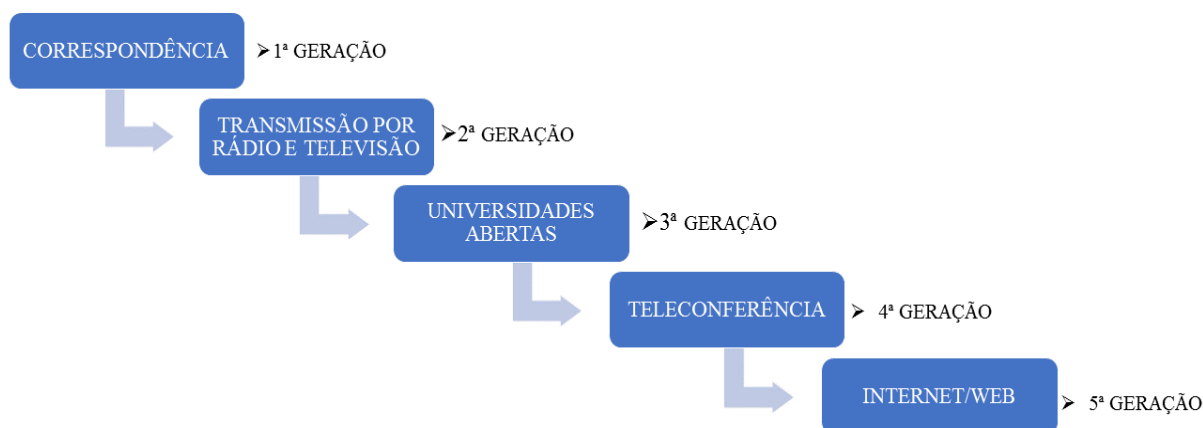 CORRESPONDÊNCIA
➢1ª GERAÇÃO
TRANSMISSÃO POR
RÁDIO E TELEVISÃO
➢2ª GERAÇÃO
UNIVERSIDADES
ABERTAS
➢3ª GERAÇÃO
TELECONFERÊNCIA
➢ 4ª GERAÇÃO
INTERNET/WEB
➢ 5ª GERAÇÃO